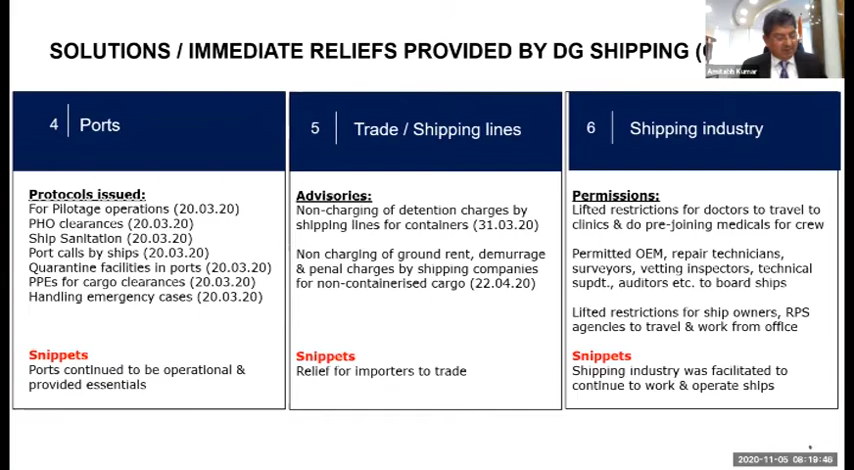 SOLUTIONS / IMMEDIATE RELIEFS PROVIDED BY DG SHIPPING (
Amitabh Kumar
4
Ports
Protocols issued:
For Pilotage operations (20.03.20)
PHO clearances (20.03.20)
Ship Sanitation (20.03.20)
Port calls by ships (20.03.20)
Quarantine facilities in ports (20.03.20)
PPEs for cargo clearances (20.03.20)
Handling emergency cases (20.03.20)
Snippets
Ports continued to be operational &
provided essentials
5
Trade / Shipping lines
Advisories:
Non-charging of detention charges by
shipping lines for containers (31.03.20)
Non charging of ground rent, demurrage
& penal charges by shipping companies
for non-containerised cargo (22.04.20)
Snippets
Relief for importers to trade
6
Shipping industry
Permissions:
Lifted restrictions for doctors to travel to
clinics & do pre-joining medicals for crew
Permitted OEM, repair technicians,
surveyors, vetting inspectors, technical
supdt., auditors etc. to board ships
Lifted restrictions for ship owners, RPS
agencies to travel & work from office
Snippets
Shipping industry was facilitated to
continue to work & operate ships
2020-11-05 08:19:46